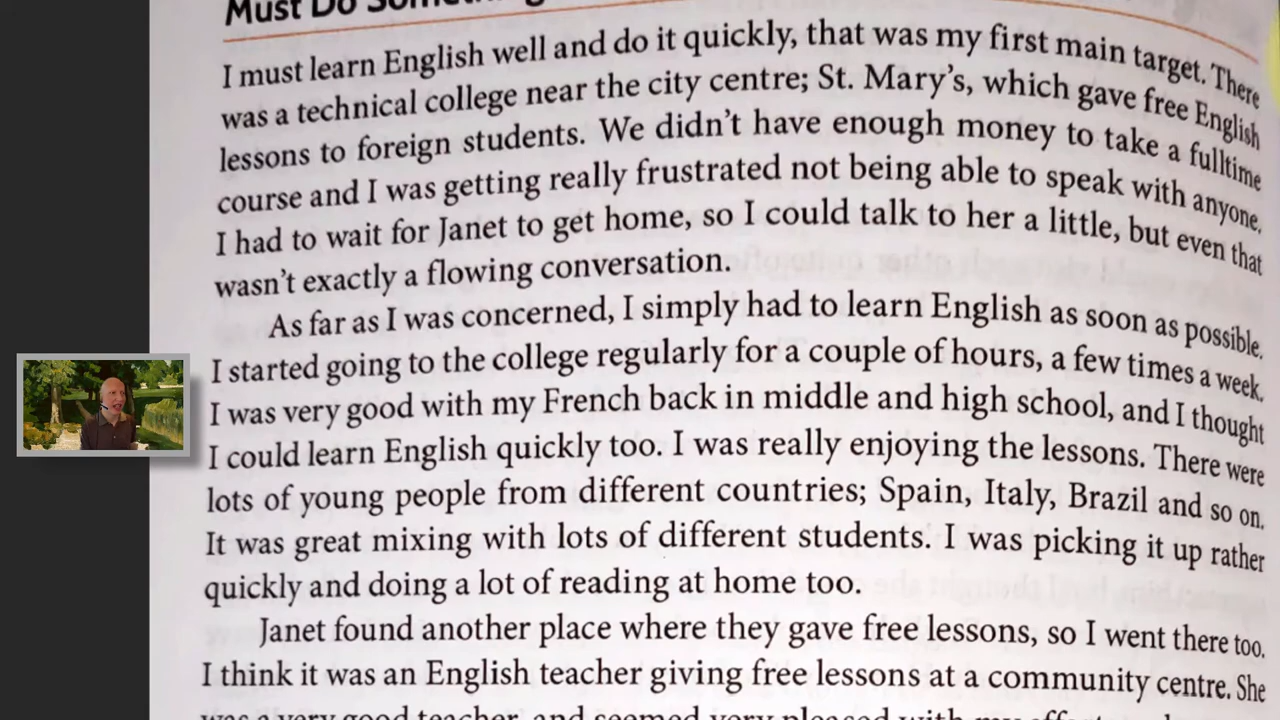 Must Do Something
I must learn English well and do it quickly, that was my first main target. There
was a technical college near the city centre; St. Mary's, which gave free English
lessons to foreign students. We didn't have enough money to take a fulltime
course and I was getting really frustrated not being able to speak with anyone.
I had to wait for Janet to get home, so I could talk to her a little, but even that
wasn't exactly a flowing conversation.
As far as I was concerned, I simply had to learn English as soon as possible.
I started going to the college regularly for a couple of hours, a few times a week.
I was very good with my French back in middle and high school, and I thought
I could learn English quickly too. I was really enjoying the lessons. There were
lots of young people from different countries; Spain, Italy, Brazil and so on.
It was great mixing with lots of different students. I was picking it up rather
quickly and doing a lot of reading at home too.
Janet found another place where they gave free lessons, so I went there too.
I think it was an English teacher giving free lessons at a community centre. She
was a very good teacher, and seemed very pleased with my